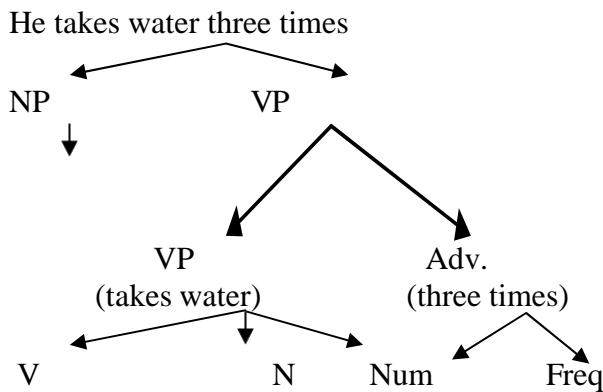 He takes water three times
NP VP
VP Adv.
(takes water) (three times)
V N Num Freq